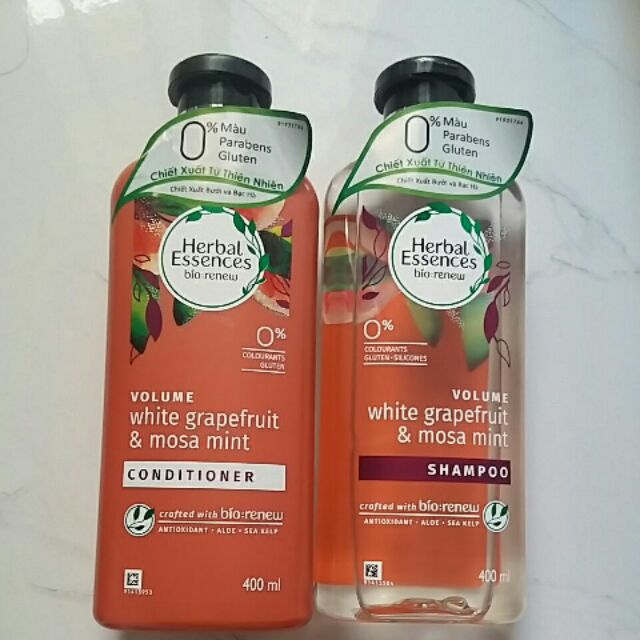 0% Màu
Parabens
Gluten
Chiết Xuất Từ Thiên Nhiên
Chiết Xuất Bưởi và Bạc Hà
Herbal
Essences
bio:renew
0%
COLOURANTS
GLUTEN
VOLUME
white grapefruit
& mosa mint
CONDITIONER
crafted with bio:renew
ANTIOXIDANT • ALOE • SEA KELP
400 ml
0% Màu
Parabens
Gluten
Chiết Xuất Từ Thiên Nhiên
Chiết Xuất Bưởi và Bạc Hà
Herbal
Essences
bio:renew
0%
COLOURANTS
GLUTEN • SILICONES
VOLUME
white grapefruit
& mosa mint
SHAMPOO
crafted with bio:renew
ANTIOXIDANT • ALOE • SEA KELP
400 ml